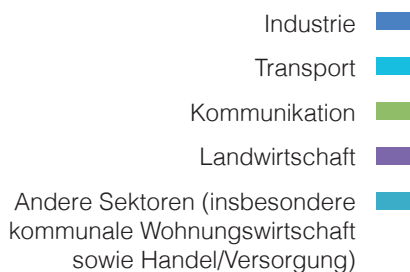 Industrie
Transport
Kommunikation
Landwirtschaft
Andere Sektoren (insbesondere
kommunale Wohnungswirtschaft
sowie Handel/Versorgung)